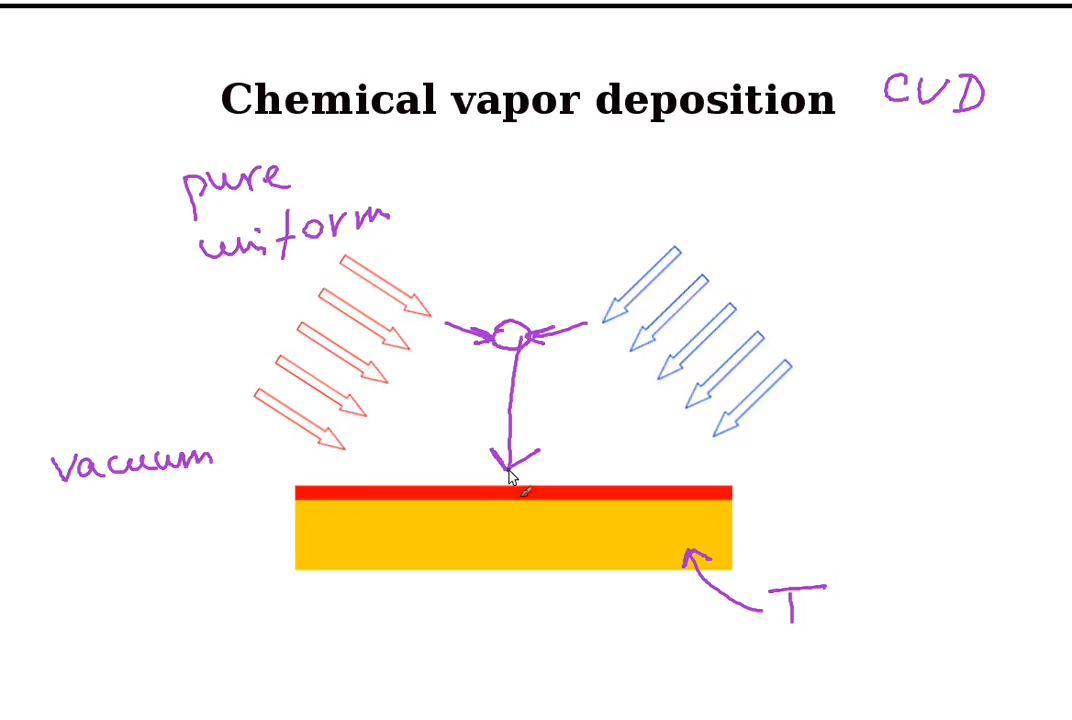 Chemical vapor deposition CVD
pure
uniform
vacuum
T